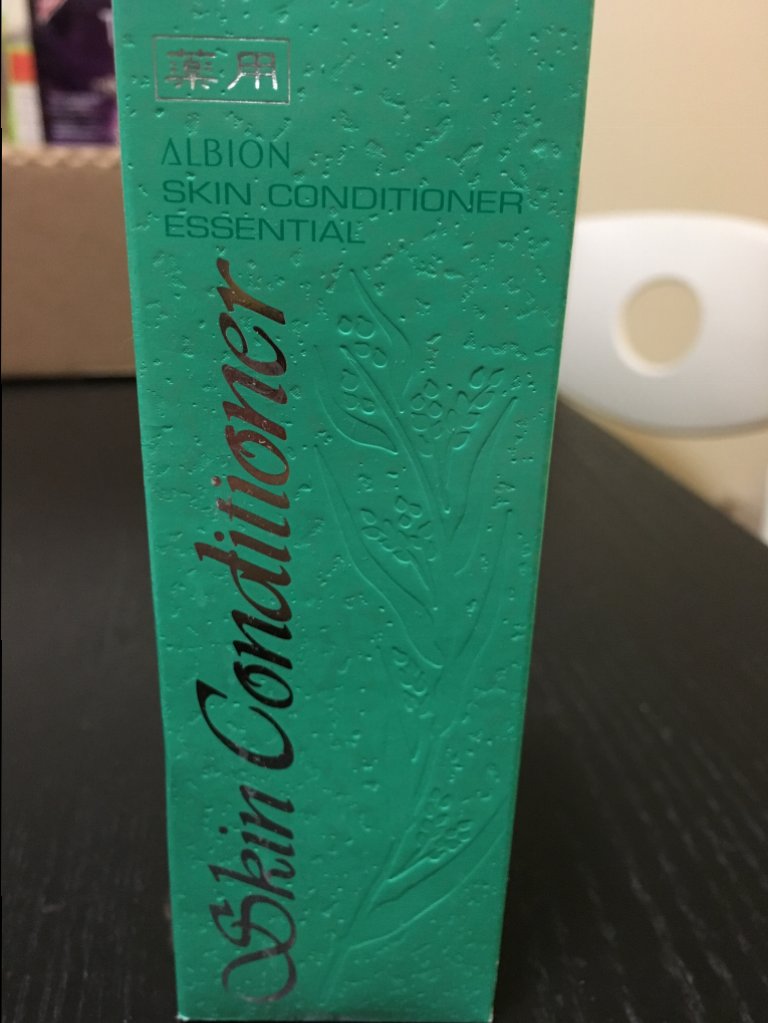 薬用
ALBION
SKIN CONDITIONER
ESSENTIAL
Skin Conditioner